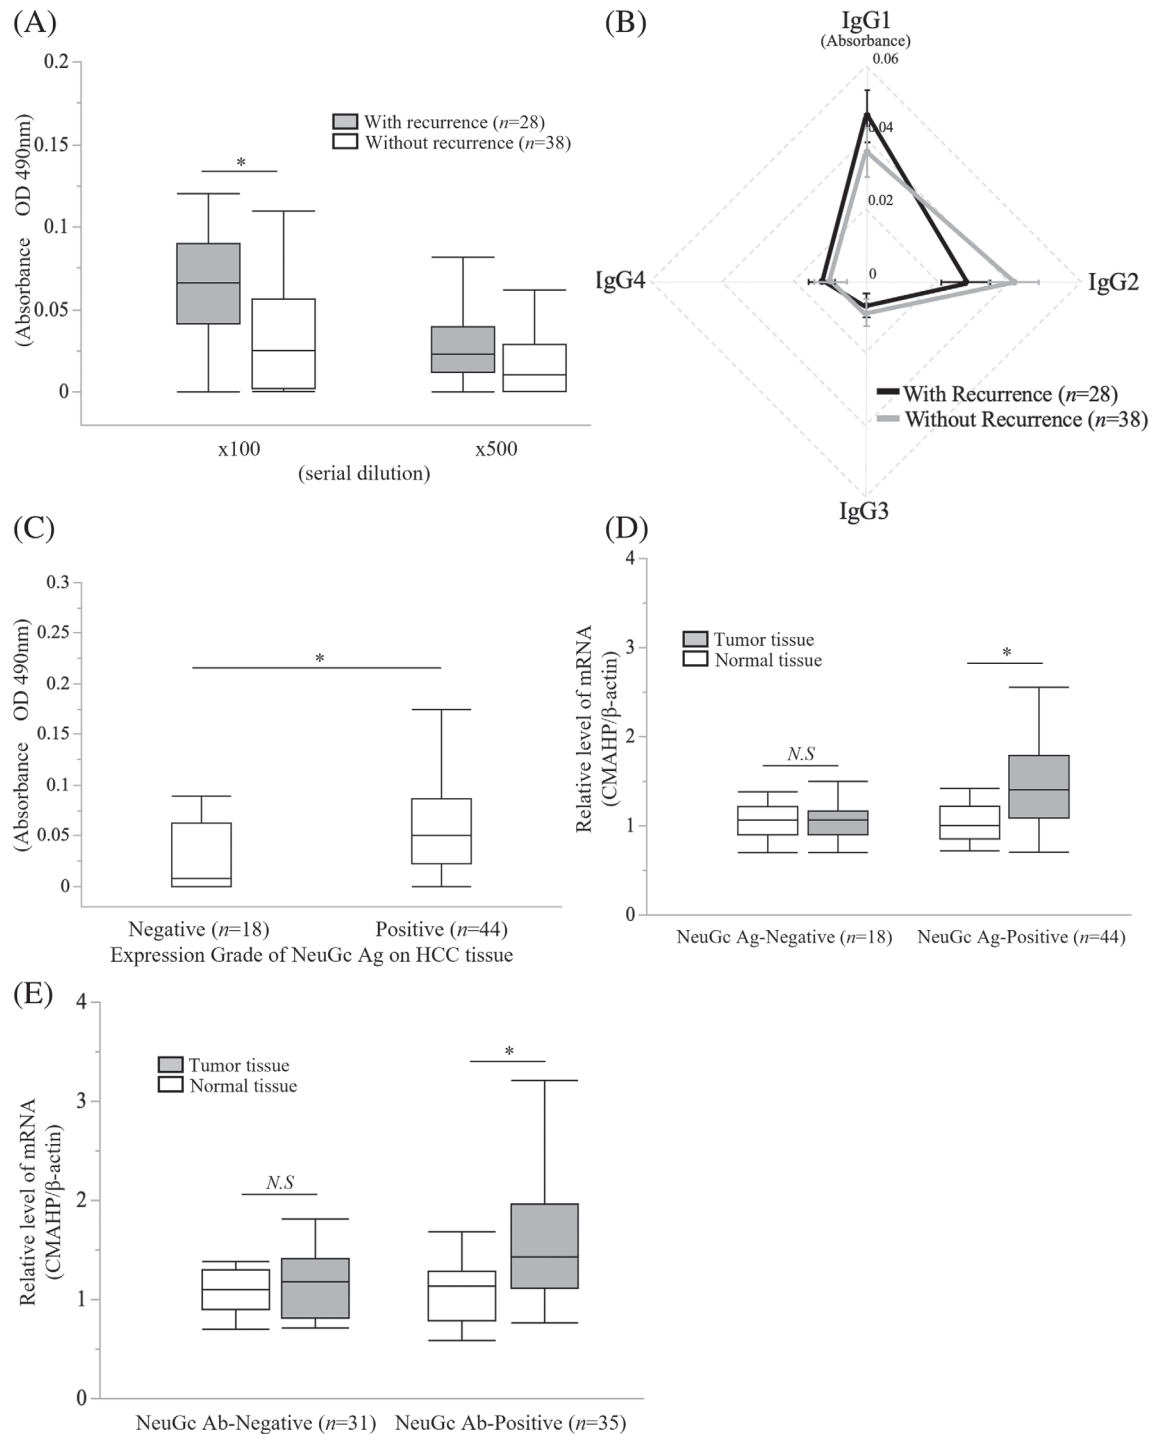 (A)
0.2
0.15
0.1
0.05
0
(Absorbance OD 490nm)
With recurrence (n=28)
Without recurrence (n=38)
*
x100
x500
(serial dilution)
(B)
IgG1
(Absorbance)
0.06
0.04
0.02
0
IgG4
IgG2
With Recurrence (n=28)
Without Recurrence (n=38)
IgG3
(C)
0.3
0.25
0.2
0.15
0.1
0.05
0
(Absorbance OD 490nm)
*
Negative (n=18)
Positive (n=44)
Expression Grade of NeuGc Ag on HCC tissue
(D)
4
3
2
1
0
Relative level of mRNA
(CMAHP/β-actin)
Tumor tissue
Normal tissue
N.S
*
NeuGc Ag-Negative (n=18)
NeuGc Ag-Positive (n=44)
(E)
4
3
2
1
0
Relative level of mRNA
(CMAHP/β-actin)
Tumor tissue
Normal tissue
N.S
*
NeuGc Ab-Negative (n=31)
NeuGc Ab-Positive (n=35)